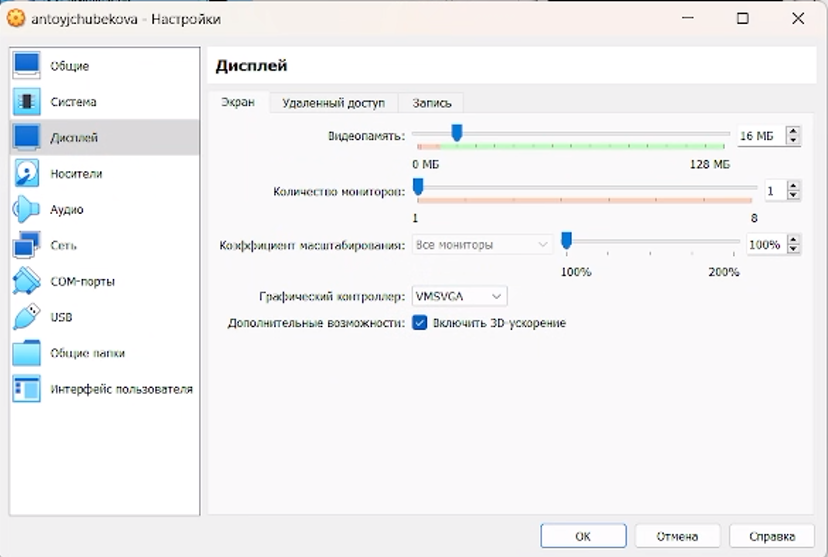 antoyjchubekova - Настройки
Общие
Система
Дисплей
Носители
Аудио
Сеть
COM-порты
USB
Общие папки
Интерфейс пользователя
Дисплей
Экран Удаленный доступ Запись
Видеопамять: 16 МБ
0 МБ 128 МБ
Количество мониторов: 1
1 8
Коэффициент масштабирования: Все мониторы 100%
100% 200%
Графический контроллер: VMSVGA
Дополнительные возможности: Включить 3D-ускорение
ОК Отмена Справка